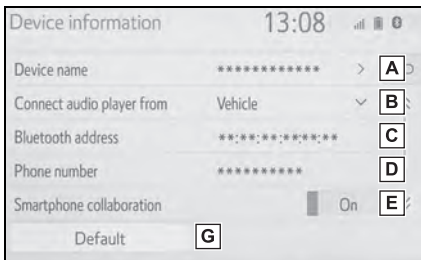 Device information 13:08
Device name ************ > A
Connect audio player from Vehicle B
Bluetooth address **:**:**:**:**:** C
Phone number ********** D
Smartphone collaboration On E
Default G